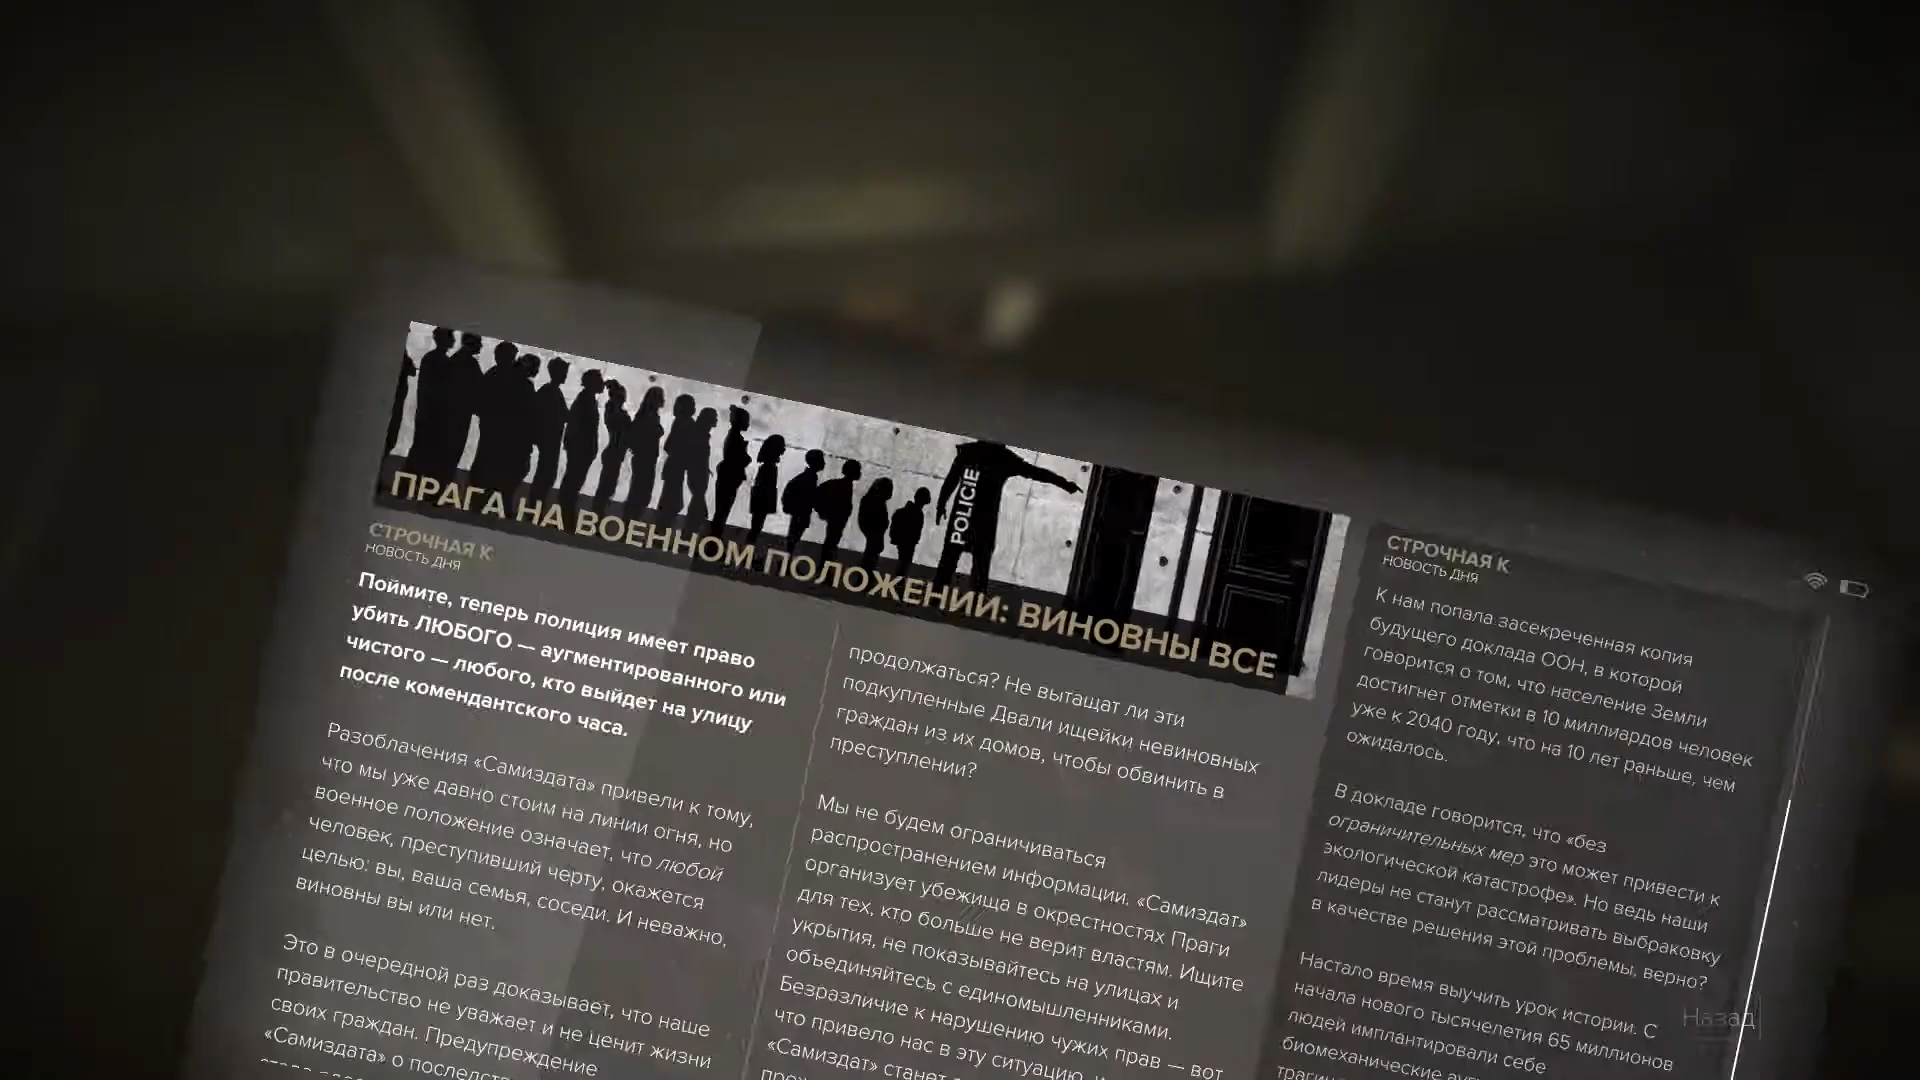 POLICIE
ПРАГА НА ВОЕННОМ ПОЛОЖЕНИИ: ВИНОВНЫ ВСЕ
СТРОЧНАЯ К
НОВОСТЬ ДНЯ
Поймите, теперь полиция имеет право
убить ЛЮБОГО — аугментированного или
чистого — любого, кто выйдет на улицу
после комендантского часа.
Разоблачения «Самиздата» привели к тому,
что мы уже давно стоим на линии огня, но
военное положение означает, что любой
человек, преступивший черту, окажется
целью: вы, ваша семья, соседи. И неважно,
виновны вы или нет.
Это в очередной раз доказывает, что наше
правительство не уважает и не ценит жизни
своих граждан. Предупреждение
«Самиздата» о последств
продолжаться? Не вытащат ли эти
подкупленные Двали ищейки невиновных
граждан из их домов, чтобы обвинить в
преступлении?
Мы не будем ограничиваться
распространением информации. «Самиздат»
организует убежища в окрестностях Праги
для тех, кто больше не верит властям. Ищите
укрытия, не показывайтесь на улицах и
объединяйтесь с единомышленниками.
Безразличие к нарушению чужих прав — вот
что привело нас в эту ситуацию, и
«Самиздат» станет
СТРОЧНАЯ К
НОВОСТЬ ДНЯ
К нам попала засекреченная копия
будущего доклада ООН, в которой
говорится о том, что население Земли
достигнет отметки в 10 миллиардов человек
уже к 2040 году, что на 10 лет раньше, чем
ожидалось.
В докладе говорится, что «без
ограничительных мер это может привести к
экологической катастрофе». Но ведь наши
лидеры не станут рассматривать выбраковку
в качестве решения этой проблемы, верно?
Настало время выучить урок истории. С
начала нового тысячелетия 65 миллионов
людей имплантировали себе
биомеханические
Назад